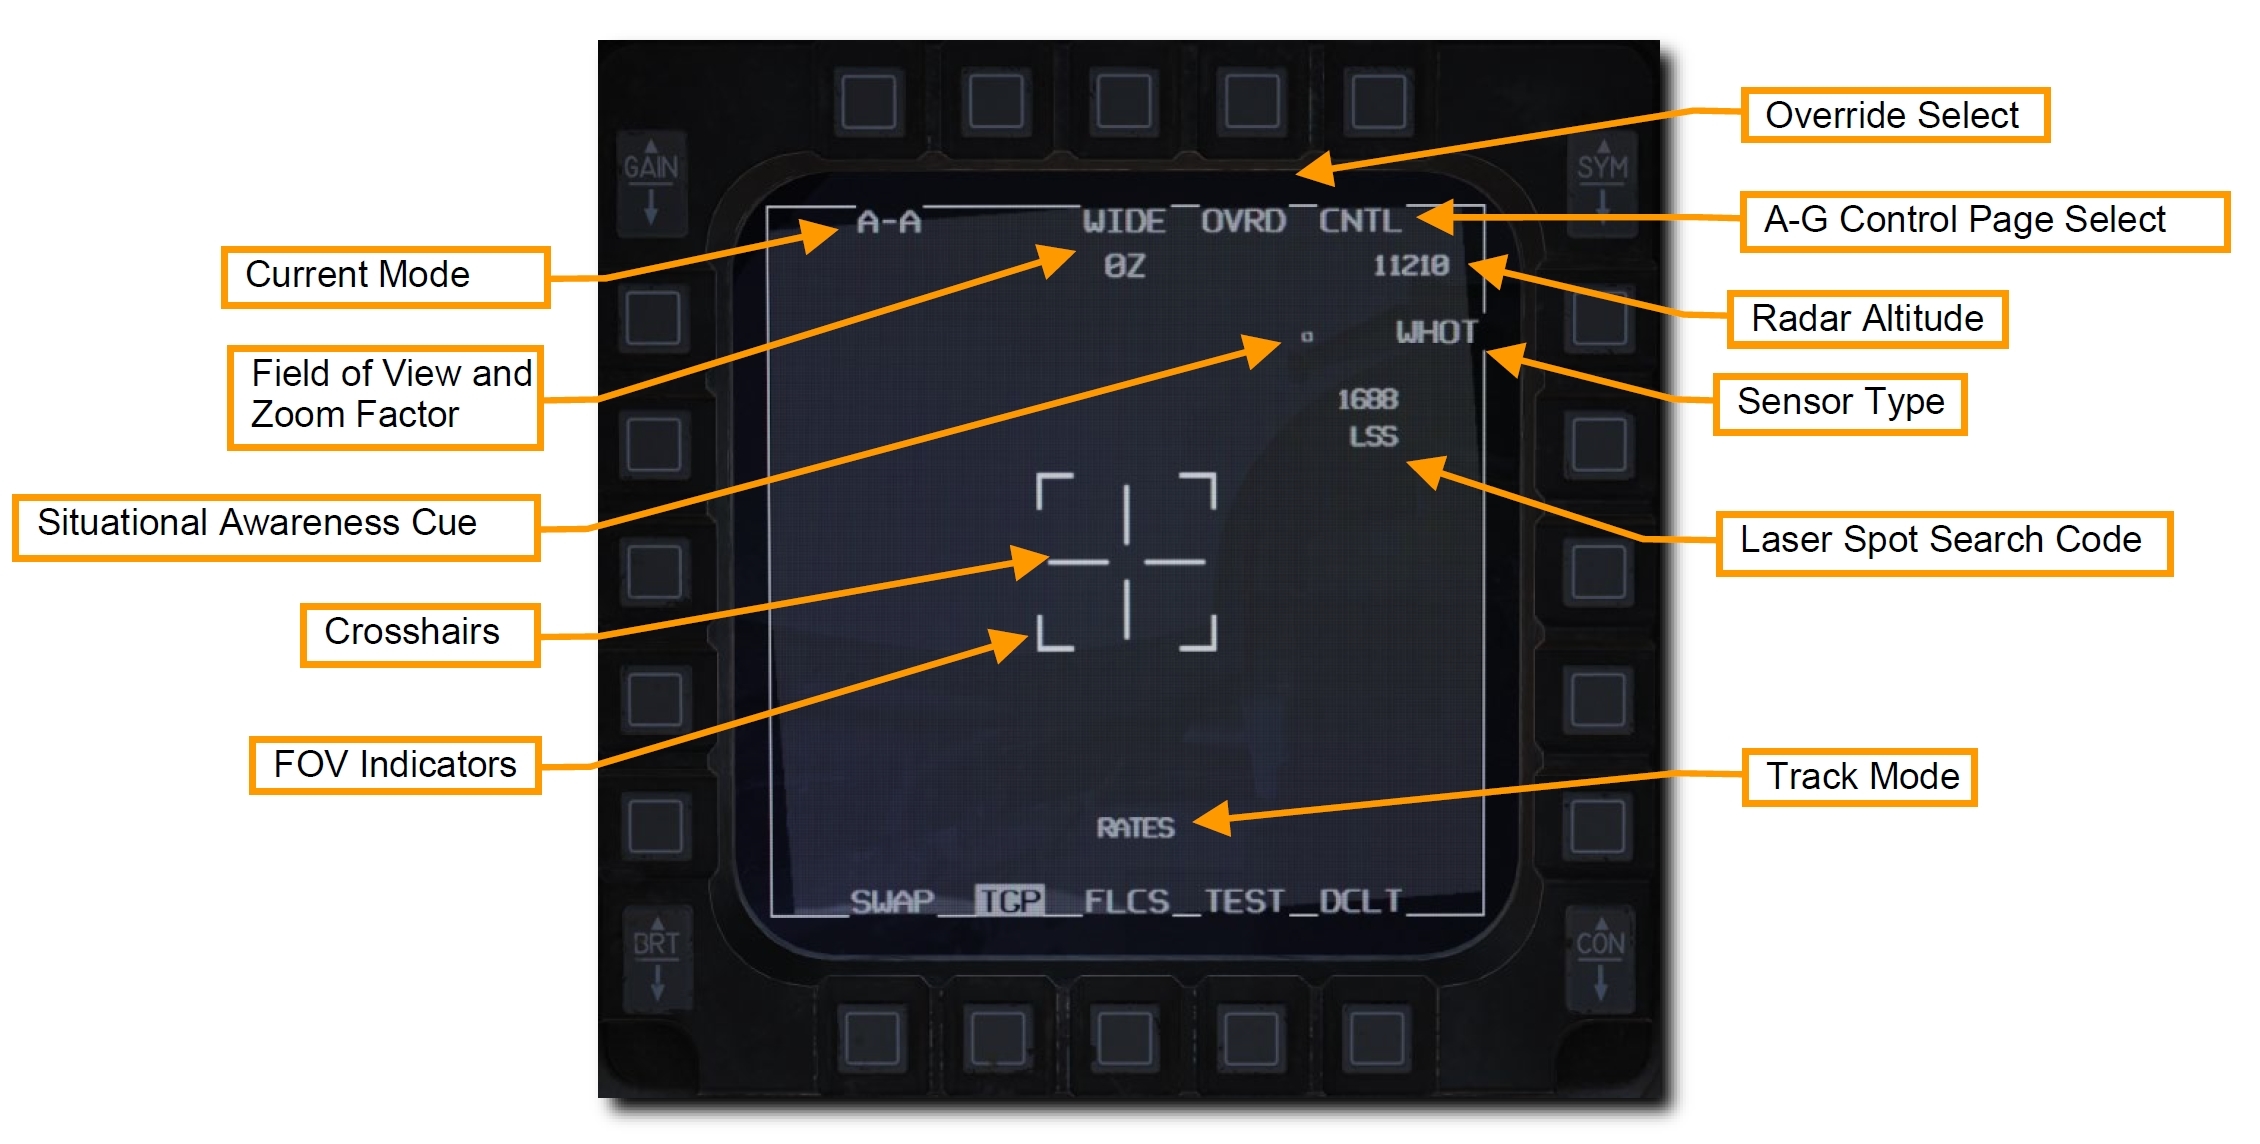 Override Select
GAIN
SYM
A-G Control Page Select
A-A
WIDE
OVRD
CNTL
Current Mode
0Z
11210
Radar Altitude
WHOT
Field of View and
Zoom Factor
Sensor Type
1688
LSS
Situational Awareness Cue
Laser Spot Search Code
Crosshairs
FOV Indicators
Track Mode
RATES
SWAP
TGP
FLCS
TEST
DCLT
BRT
CON